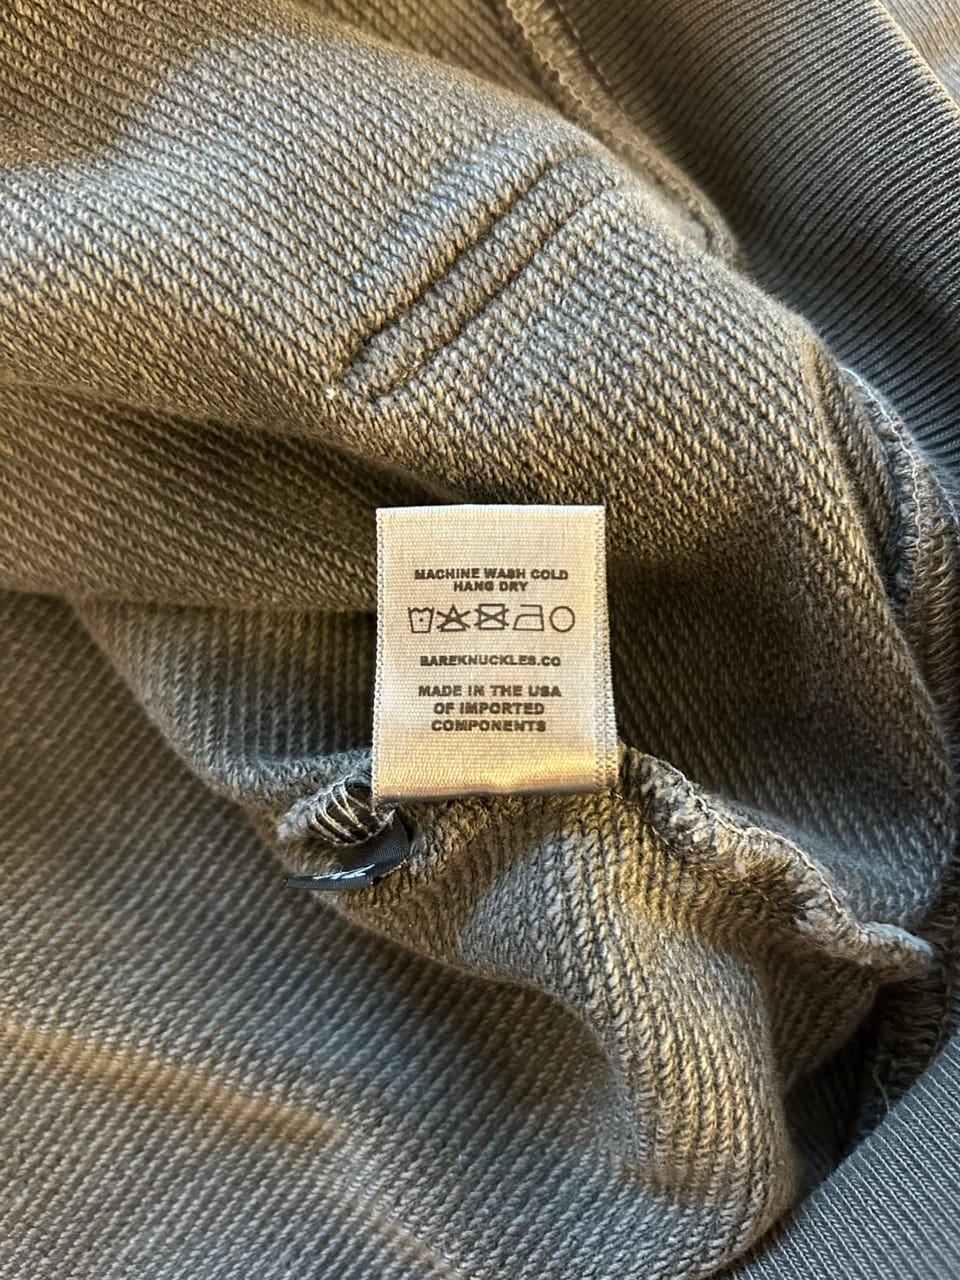 MACHINE WASH COLD
HANG DRY
BAREKNUCKLES.CO
MADE IN THE USA
OF IMPORTED
COMPONENTS